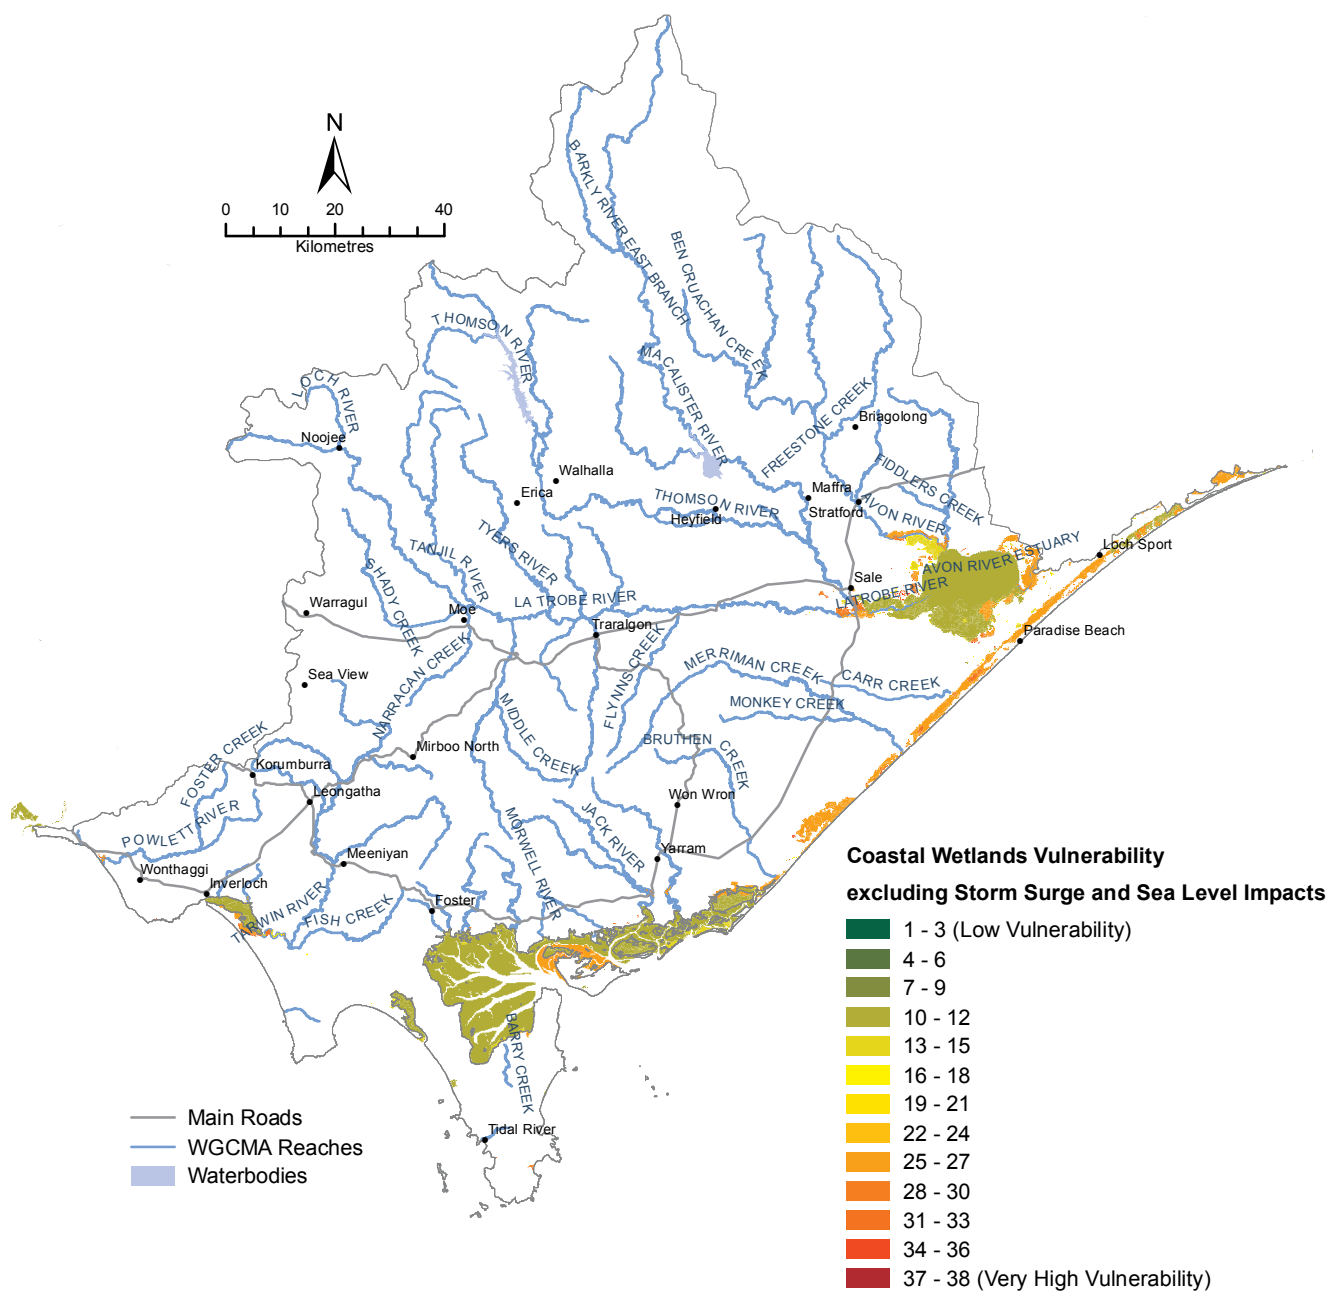 N
0 10 20 40
Kilometres
BARKLY RIVER EAST BRANCH
BEN CRUACHAN CREEK
THOMSON RIVER
MACALISTER RIVER
LOCH RIVER
Noojee
FREESTONE CREEK
Briagolong
FIDDLERS CREEK
Walhalla
Erica
Maffra
THOMSON RIVER
Heyfield
Stratford
AVON RIVER
TYERS RIVER
TANJIL RIVER
SHADY CREEK
AVON RIVER ESTUARY
Loch Sport
Sale
LATROBE RIVER
Warragul
Moe
LA TROBE RIVER
Traralgon
Paradise Beach
FLYNNS CREEK
NARRACAN CREEK
MERRIMAN CREEK
CARR CREEK
Sea View
MONKEY CREEK
MIDDLE CREEK
BRUTHEN CREEK
Mirboo North
FOSTER CREEK
Korumburra
Leongatha
POWLETT RIVER
Won Wron
JACK RIVER
MORWELL RIVER
Yarram
Meeniyan
Wonthaggi
Inverloch
TARWIN RIVER
FISH CREEK
Foster
BARRY CREEK
Tidal River
Main Roads
WGCMA Reaches
Waterbodies
Coastal Wetlands Vulnerability
excluding Storm Surge and Sea Level Impacts
1 - 3 (Low Vulnerability)
4 - 6
7 - 9
10 - 12
13 - 15
16 - 18
19 - 21
22 - 24
25 - 27
28 - 30
31 - 33
34 - 36
37 - 38 (Very High Vulnerability)